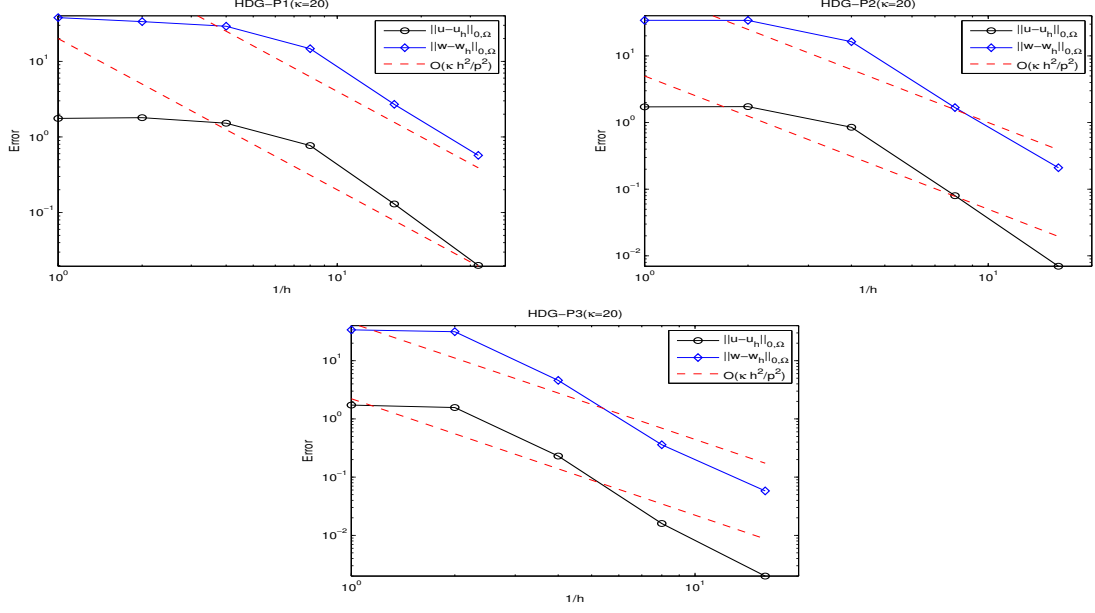 HDG−P1(κ=20)
||u−u_h||_{0,Ω}
||w−w_h||_{0,Ω}
O(κ h^2/p^2)
Error
10^1
10^0
10^{−1}
10^0
10^1
1/h
HDG−P2(κ=20)
||u−u_h||_{0,Ω}
||w−w_h||_{0,Ω}
O(κ h^2/p^2)
Error
10^1
10^0
10^{−1}
10^{−2}
10^0
10^1
1/h
HDG−P3(κ=20)
||u−u_h||_{0,Ω}
||w−w_h||_{0,Ω}
O(κ h^2/p^2)
Error
10^1
10^0
10^{−1}
10^{−2}
10^0
10^1
1/h